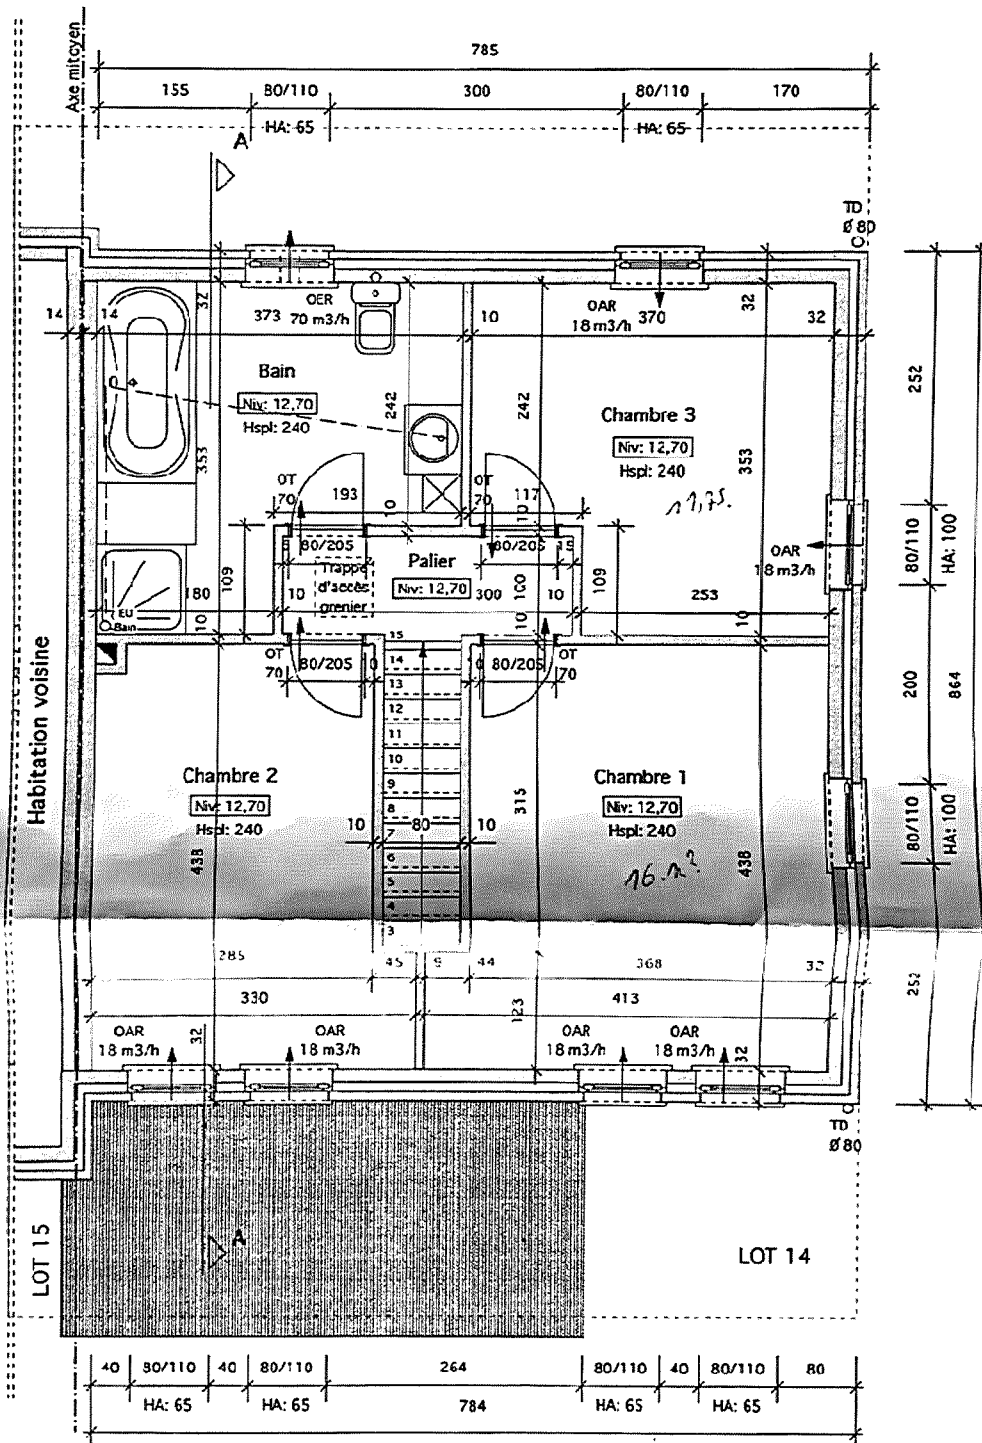 Axe mitoyen
785
155 80/110 300 80/110 170
HA: 65 HA: 65
A
TD
Ø 80
14 14
32
373
OER
70 m3/h
10
OAR
18 m3/h
370
32
32
252
Bain
Niv: 12,70
Hspl: 240
242
242
353
Chambre 3
Niv: 12,70
Hspl: 240
353
11,75.
OT
70
193
10
OT
70
117
10
80/205
Palier
Niv: 12,70
80/205 15
Trappe
d'accès
grenier
OAR
18 m3/h
80/110
HA: 100
180
109
10
10
300
100
10
10
109
253
10
EU
Bain
OT
70
80/205
10
10
80/205
OT
70
15
14
13
12
11
10
9
8
7
6
5
4
3
200
864
Habitation voisine
Chambre 2
Niv: 12,70
Hspl: 240
438
10 80 10
315
Chambre 1
Niv: 12,70
Hspl: 240
438
16 m²
80/110
HA: 100
285 45 9 44 368 32
330 413
123
252
OAR
18 m3/h
32
OAR
18 m3/h
OAR
18 m3/h
OAR
18 m3/h
32
TD
Ø 80
A
LOT 15
LOT 14
40 80/110 40 80/110 264 80/110 40 80/110 80
HA: 65 HA: 65 784 HA: 65 HA: 65